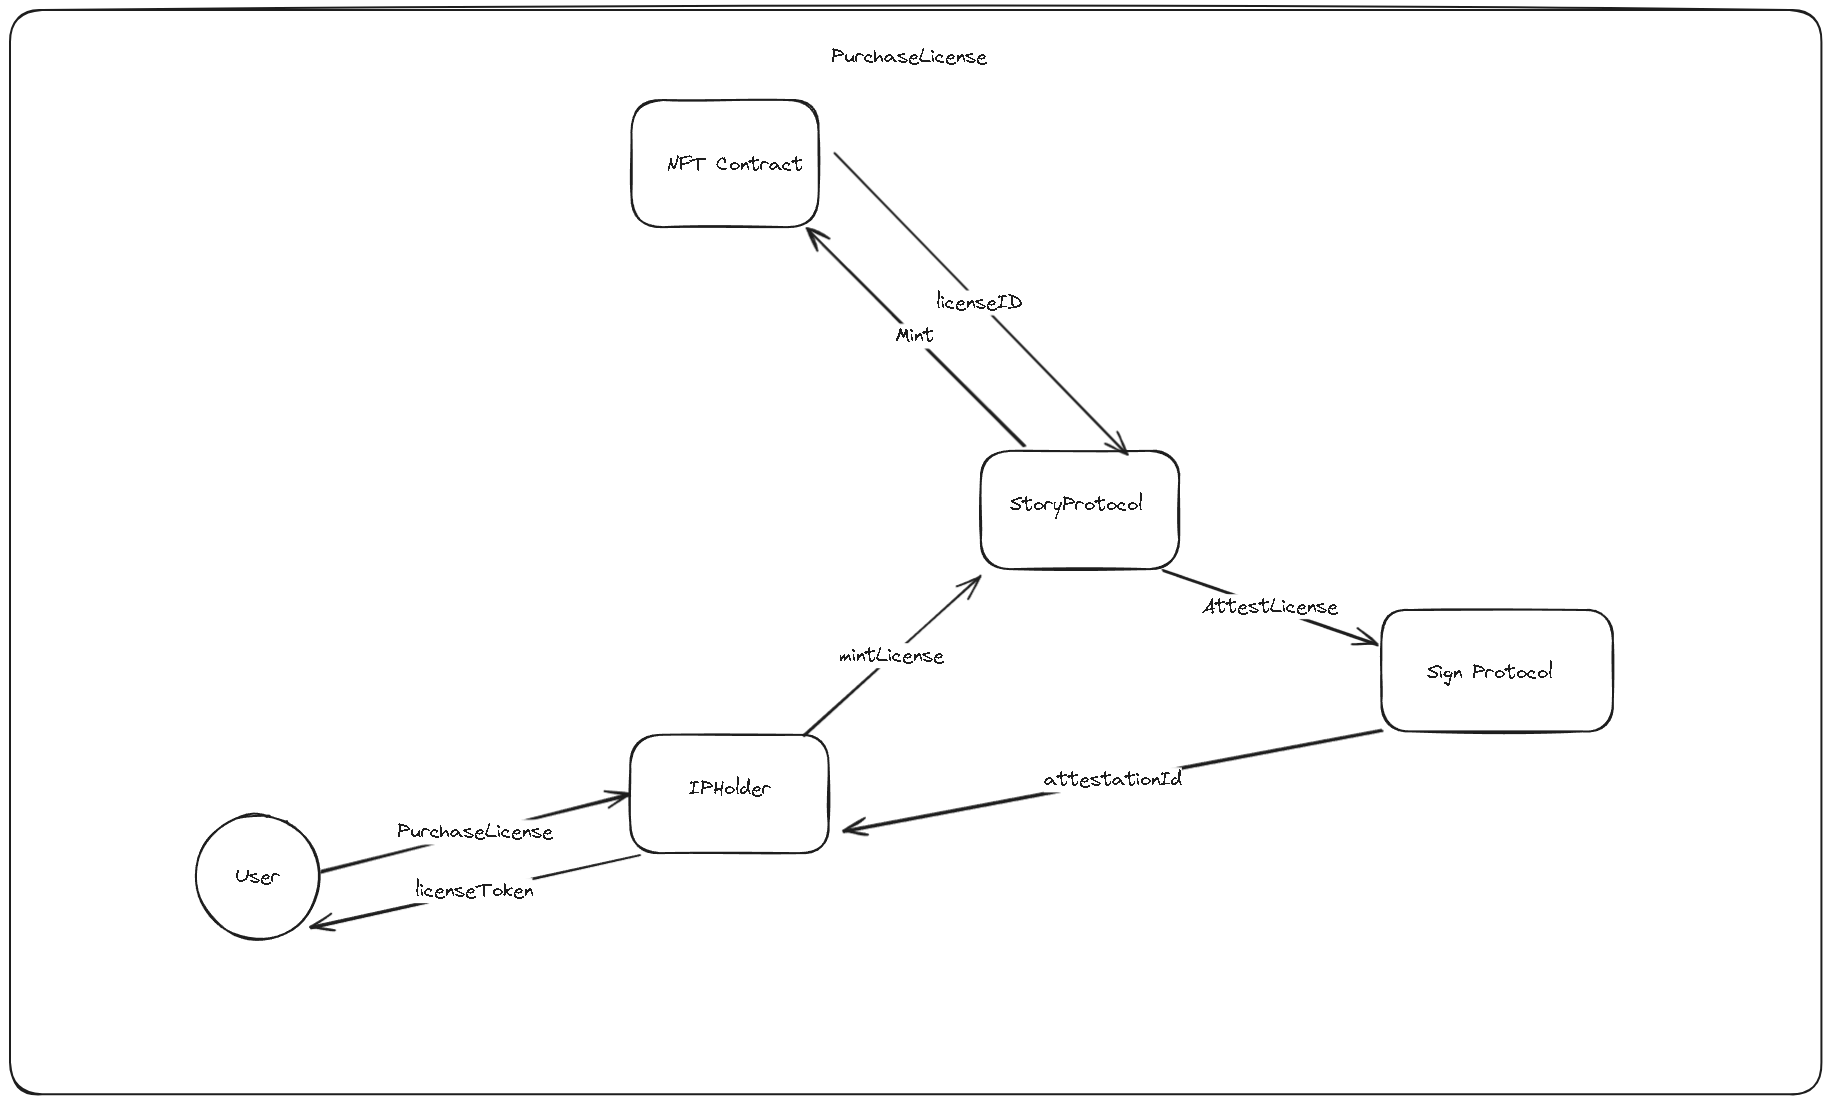 PurchaseLicense
NFT Contract
licenseID
Mint
StoryProtocol
AttestLicense
mintLicense
Sign Protocol
attestationId
IPHolder
PurchaseLicense
User
licenseToken